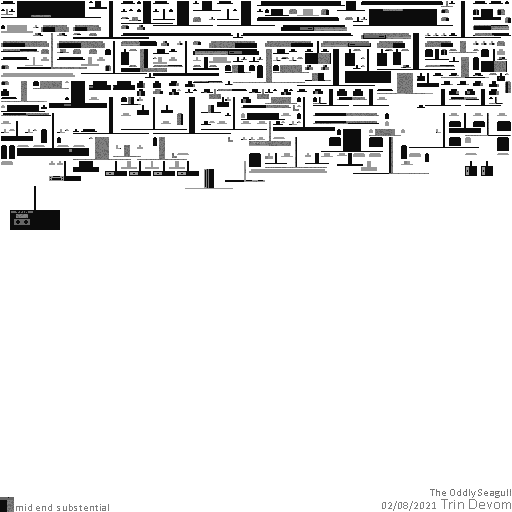 The Oddly Seagull
mid end substential
02/08/2021 Trin Devom